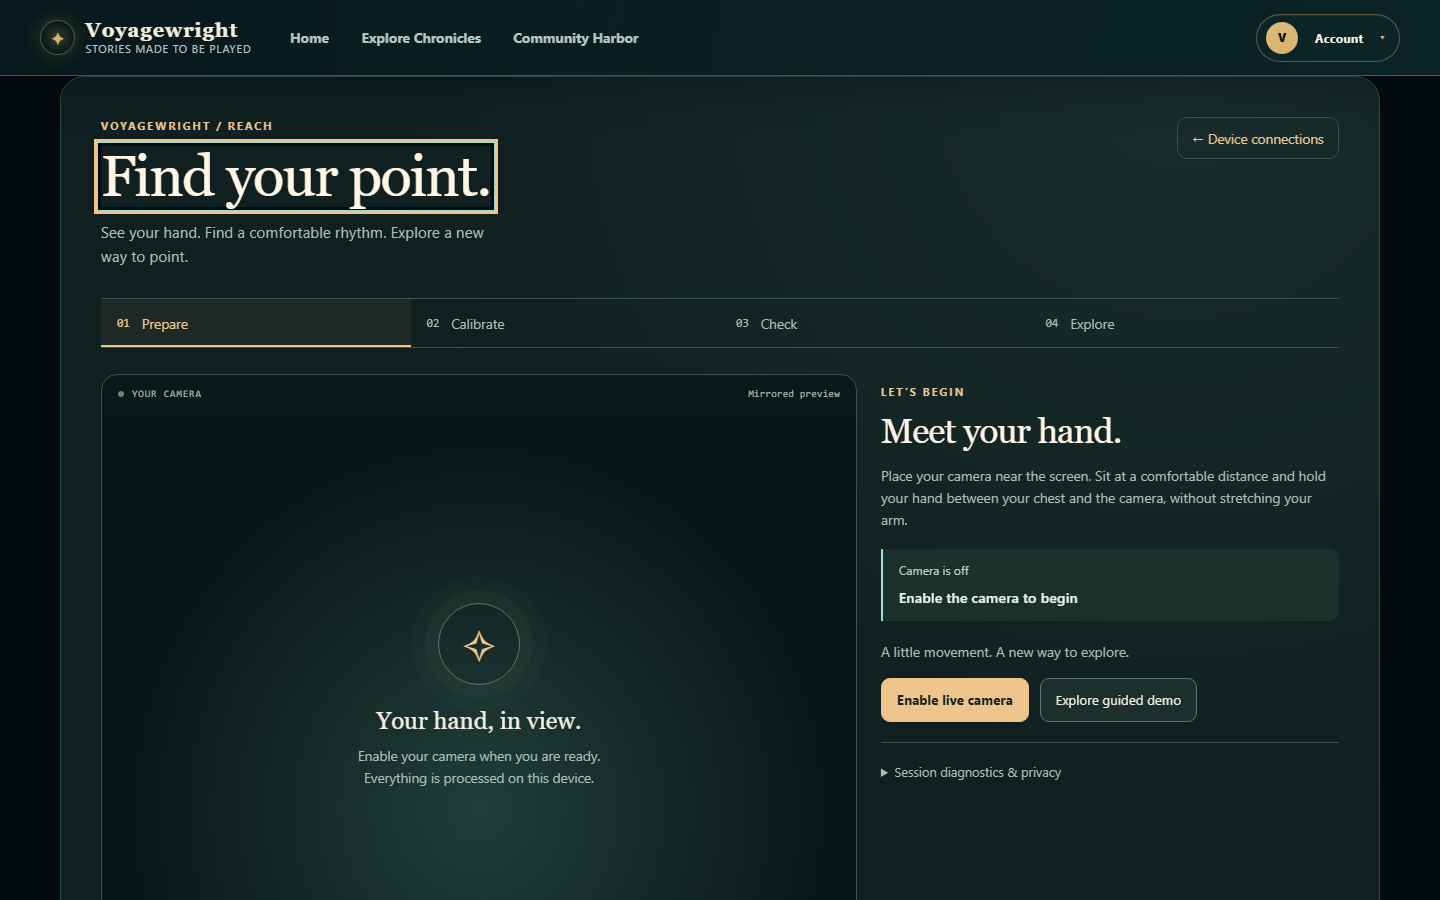 Voyagewright
STORIES MADE TO BE PLAYED
Home
Explore Chronicles
Community Harbor
V
Account
VOYAGEWRIGHT / REACH
← Device connections
Find your point.
See your hand. Find a comfortable rhythm. Explore a new
way to point.
01 Prepare
02 Calibrate
03 Check
04 Explore
YOUR CAMERA
Mirrored preview
Your hand, in view.
Enable your camera when you are ready.
Everything is processed on this device.
LET'S BEGIN
Meet your hand.
Place your camera near the screen. Sit at a comfortable distance and hold
your hand between your chest and the camera, without stretching your
arm.
Camera is off
Enable the camera to begin
A little movement. A new way to explore.
Enable live camera
Explore guided demo
Session diagnostics & privacy